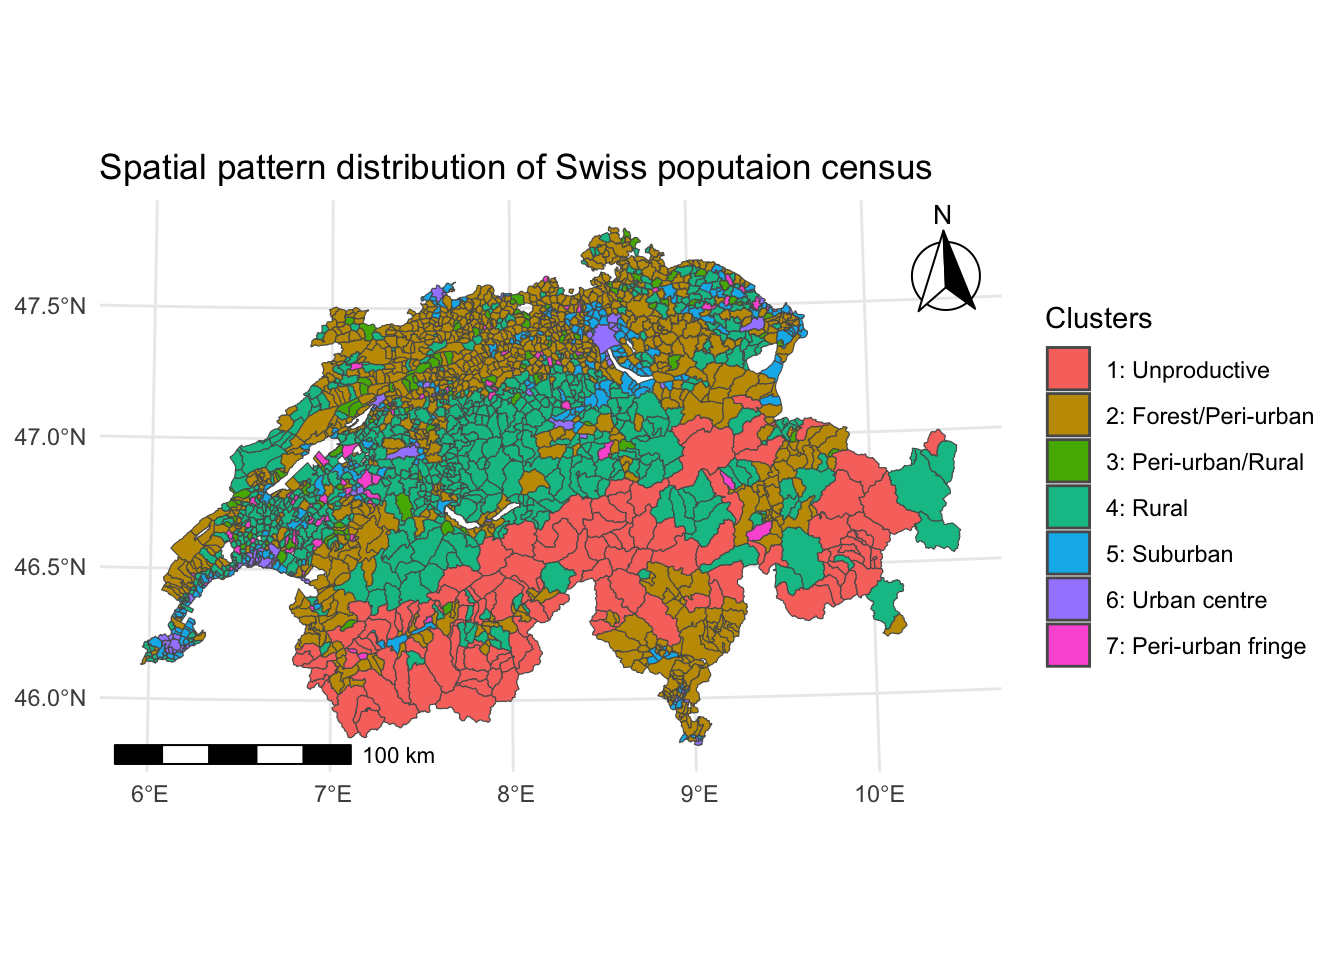 Spatial pattern distribution of Swiss poputaion census
N
47.5°N
47.0°N
46.5°N
46.0°N
100 km
6°E
7°E
8°E
9°E
10°E
Clusters
1: Unproductive
2: Forest/Peri-urban
3: Peri-urban/Rural
4: Rural
5: Suburban
6: Urban centre
7: Peri-urban fringe